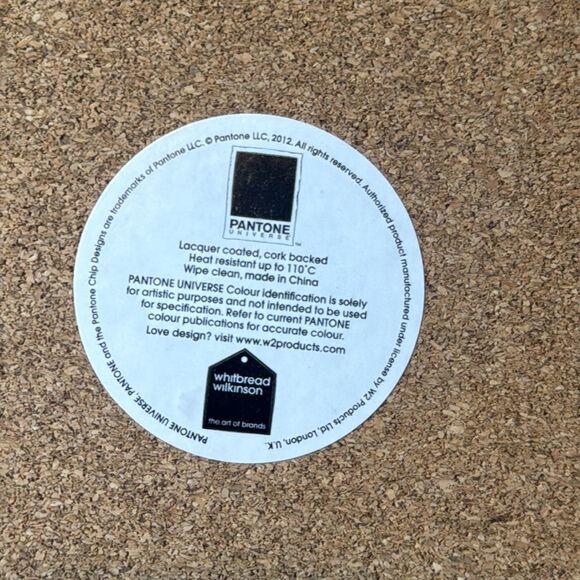 PANTONE UNIVERSE, PANTONE and the Pantone Chip Designs are trademarks of Pantone LLC. © Pantone LLC, 2012. All rights reserved. Authorized product manufactured under license by W2 Products Ltd, London, U.K.
PANTONE
UNIVERSE ™
Lacquer coated, cork backed
Heat resistant up to 110°C
Wipe clean, made in China
PANTONE UNIVERSE Colour identification is solely
for artistic purposes and not intended to be used
for specification. Refer to current PANTONE
colour publications for accurate colour.
Love design? visit www.w2products.com
whitbread
wilkinson
the art of brands